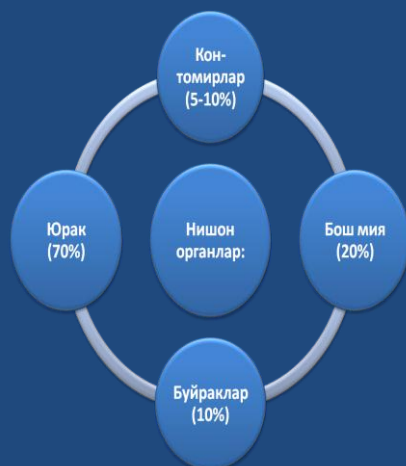 Кон-
томирлар
(5-10%)
Юрак
(70%)
Нишон
органлар:
Бош мия
(20%)
Буйраклар
(10%)